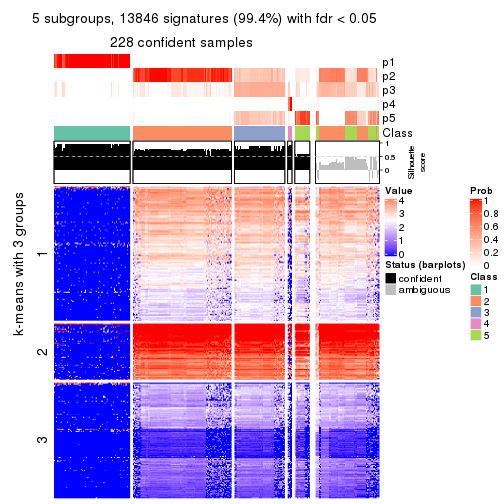 5 subgroups, 13846 signatures (99.4%) with fdr < 0.05
228 confident samples
p1
p2
p3
p4
p5
Class
1
0.5
0
Silhouette
score
k-means with 3 groups
1
2
3
Value
4
3
2
1
0
Status (barplots)
confident
ambiguous
Prob
1
0.8
0.6
0.4
0.2
0
Class
1
2
3
4
5